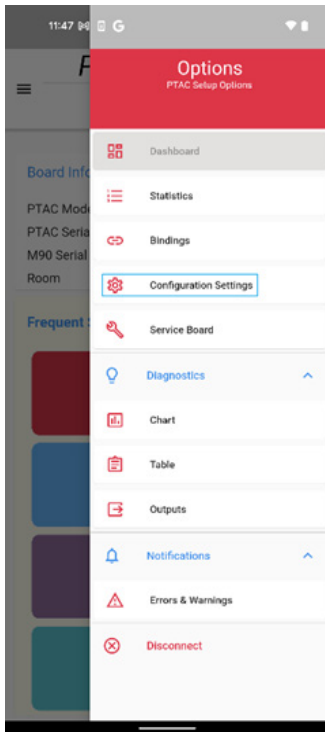 11:47
G
P
Options
PTAC Setup Options
Dashboard
Board Info
Statistics
PTAC Mode
PTAC Seria
Bindings
M90 Serial
Room
Configuration Settings
Frequent
Service Board
Diagnostics
Chart
Table
Outputs
Notifications
Errors & Warnings
Disconnect